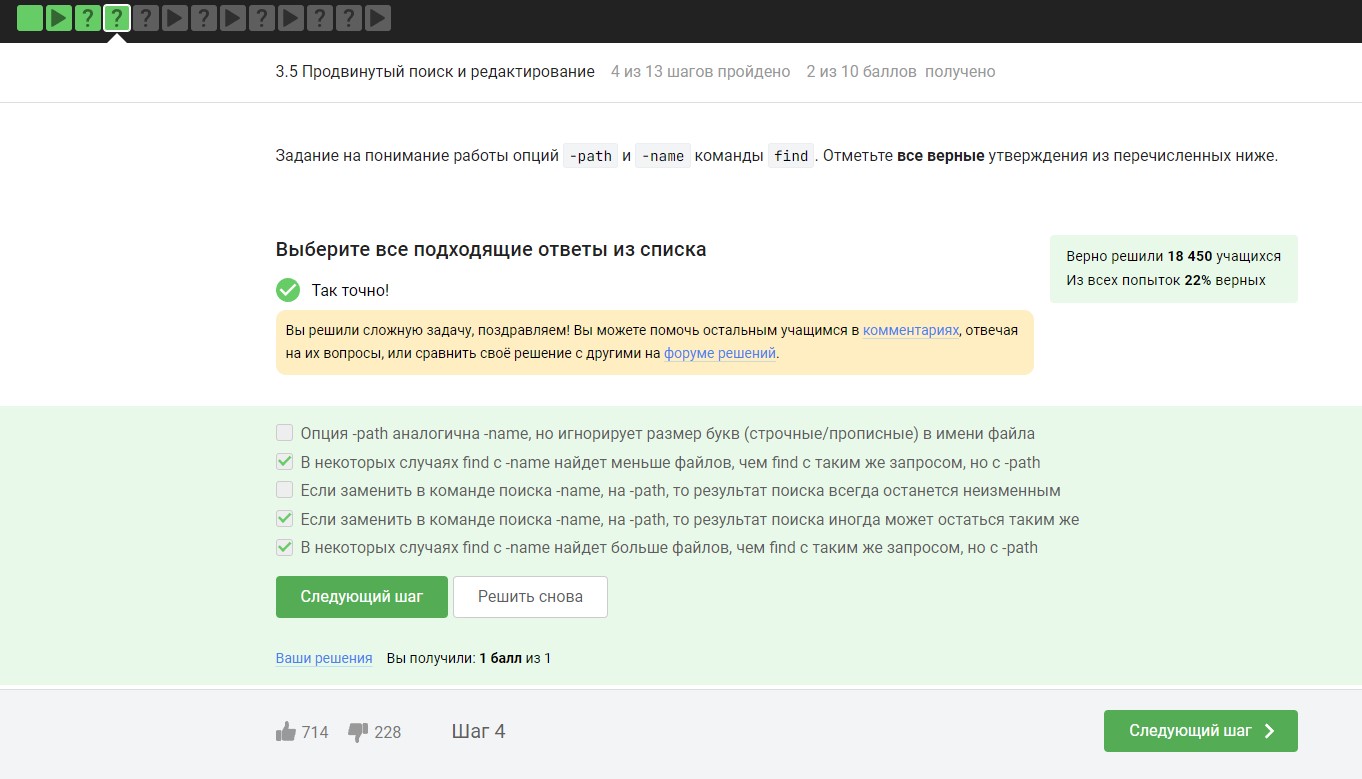 3.5 Продвинутый поиск и редактирование 4 из 13 шагов пройдено 2 из 10 баллов получено
Задание на понимание работы опций -path и -name команды find. Отметьте все верные утверждения из перечисленных ниже.
Выберите все подходящие ответы из списка
Верно решили 18 450 учащихся
Из всех попыток 22% верных
Так точно!
Вы решили сложную задачу, поздравляем! Вы можете помочь остальным учащимся в комментариях, отвечая
на их вопросы, или сравнить своё решение с другими на форуме решений.
Опция -path аналогична -name, но игнорирует размер букв (строчные/прописные) в имени файла
В некоторых случаях find с -name найдет меньше файлов, чем find с таким же запросом, но с -path
Если заменить в команде поиска -name, на -path, то результат поиска всегда останется неизменным
Если заменить в команде поиска -name, на -path, то результат поиска иногда может остаться таким же
В некоторых случаях find с -name найдет больше файлов, чем find с таким же запросом, но с -path
Следующий шаг Решить снова
Ваши решения Вы получили: 1 балл из 1
714 228 Шаг 4 Следующий шаг